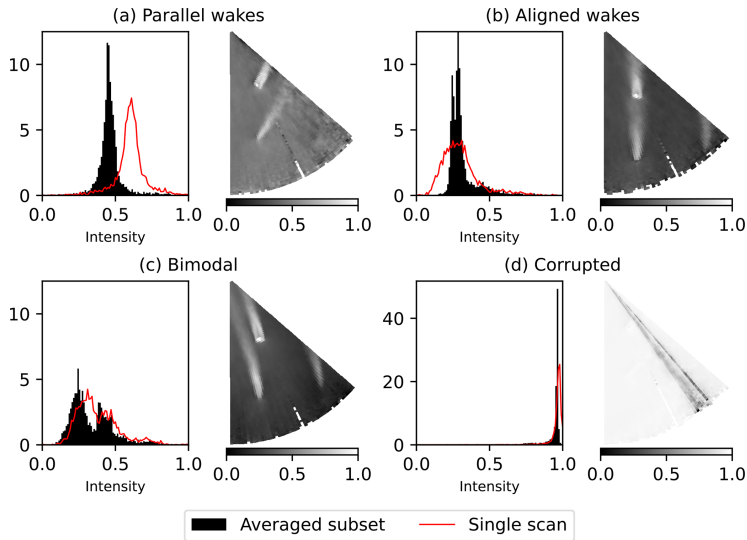 (a) Parallel wakes
(b) Aligned wakes
10
5
0
0.0 0.5 1.0
Intensity
0.0 0.5 1.0
10
5
0
0.0 0.5 1.0
Intensity
0.0 0.5 1.0
(c) Bimodal
(d) Corrupted
10
5
0
0.0 0.5 1.0
Intensity
0.0 0.5 1.0
40
20
0
0.0 0.5 1.0
Intensity
0.0 0.5 1.0
Averaged subset Single scan